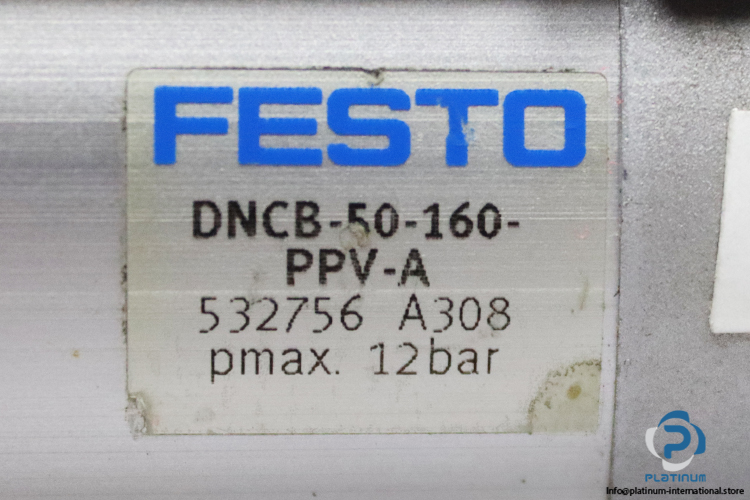 FESTO
DNCB-50-160-
PPV-A
532756 A308
pmax. 12bar
PLATINUM
Info@platinum-international.store